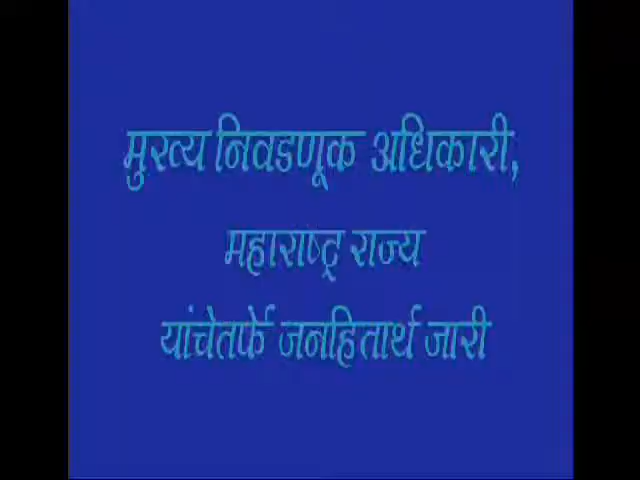 मुख्य निवडणूक अधिकारी,
महाराष्ट्र राज्य
यांचेतर्फे जनहितार्थ जारी